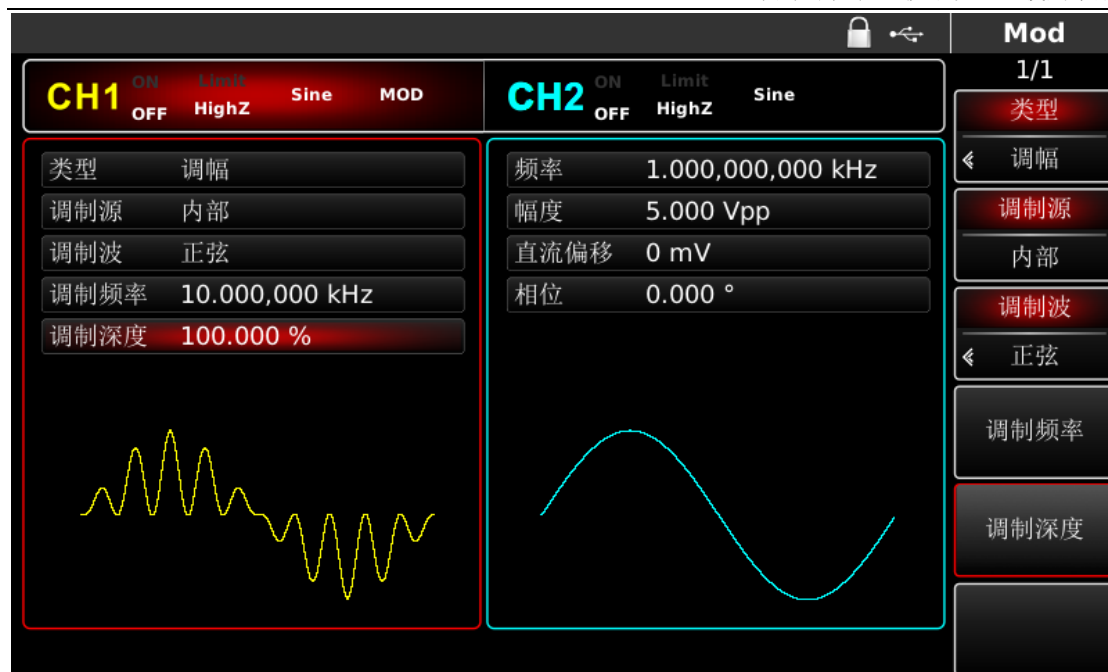 Mod
1/1
CH1 ON OFF Limit HighZ Sine MOD
CH2 ON OFF Limit HighZ Sine
类型 调幅
调制源 内部
调制波 正弦
调制频率 10.000,000 kHz
调制深度 100.000 %
频率 1.000,000,000 kHz
幅度 5.000 Vpp
直流偏移 0 mV
相位 0.000 °
类型
调幅
调制源
内部
调制波
正弦
调制频率
调制深度